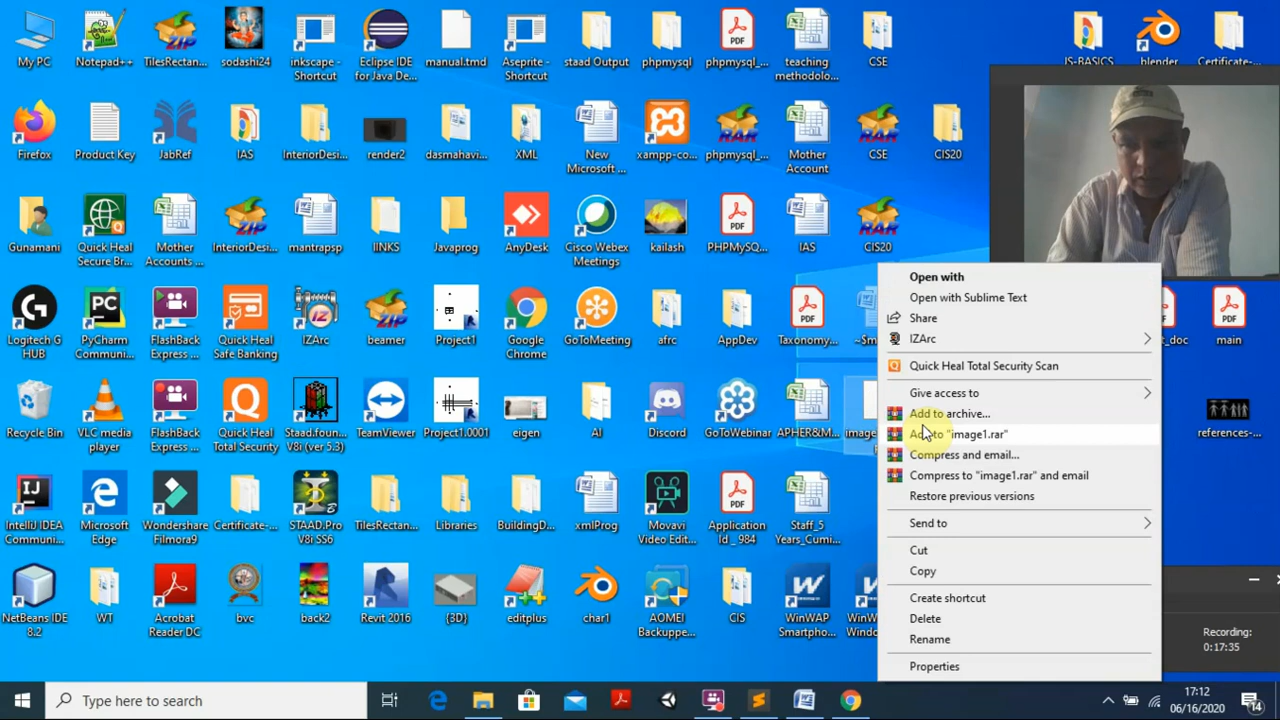 My PC
Notepad++
TilesRectan...
sodashi24
inkscape -
Shortcut
Eclipse IDE
for Java De...
manual.tmd
Aseprite -
Shortcut
staad Output
phpmysql
phpmysql_...
teaching
methodolo...
CSE
JS-BASICS
blender
Certificate-...
Firefox
Product Key
JabRef
IAS
InteriorDesi...
render2
dasmahavi...
XML
New
Microsoft ...
xampp-co...
phpmysql_...
Mother
Account
CSE
CIS20
Gunamani
Quick Heal
Secure Br...
Mother
Accounts ...
InteriorDesi...
mantrapsp
lINKS
Javaprog
AnyDesk
Cisco Webex
Meetings
kailash
PHPMySQ...
IAS
CIS20
Logitech G
HUB
PyCharm
Communi...
FlashBack
Express ...
Quick Heal
Safe Banking
IZArc
beamer
Project1
Google
Chrome
GoToMeeting
afrc
AppDev
Taxonomy...
~$m
t_doc
main
Recycle Bin
VLC media
player
FlashBack
Express ...
Quick Heal
Total Security
Staad.foun...
V8i (ver 5.3)
TeamViewer
Project1.0001
eigen
AI
Discord
GoToWebinar
APHER&M...
image
references-...
IntelliJ IDEA
Communi...
Microsoft
Edge
Wondershare
Filmora9
Certificate-...
STAAD.Pro
V8i SS6
TilesRectan...
Libraries
BuildingD...
xmlProg
Movavi
Video Edit...
Application
Id _ 984
Staff_5
Years_Cumi...
NetBeans IDE
8.2
WT
Acrobat
Reader DC
bvc
back2
Revit 2016
{3D}
editplus
char1
AOMEI
Backuppe...
CIS
WinWAP
Smartpho...
WinW
Windo
Open with
Open with Sublime Text
Share
IZArc
Quick Heal Total Security Scan
Give access to
Add to archive...
Add to "image1.rar"
Compress and email...
Compress to "image1.rar" and email
Restore previous versions
Send to
Cut
Copy
Create shortcut
Delete
Rename
Properties
Recording:
0:17:35
Type here to search
17:12
06/16/2020
14